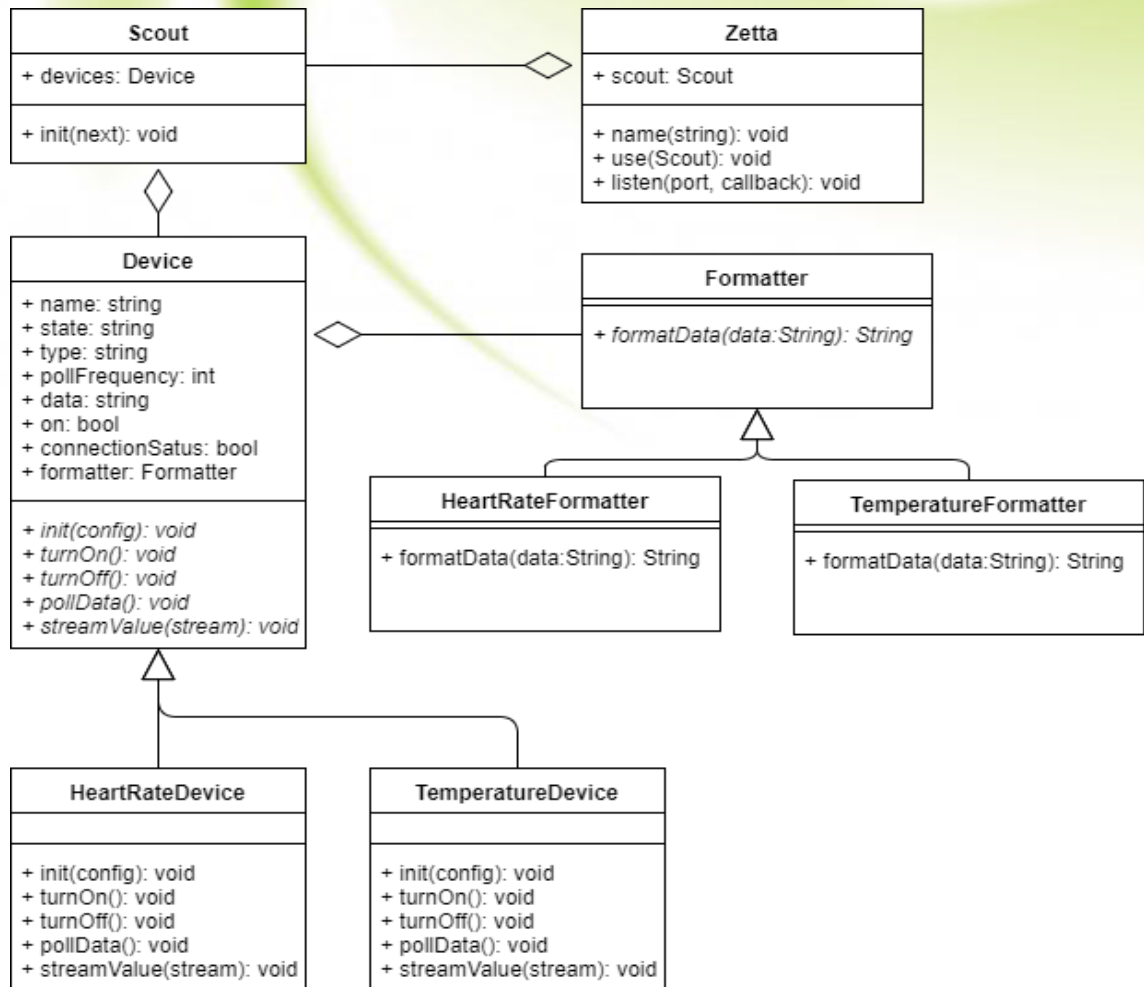 Scout
+ devices: Device
+ init(next): void
Zetta
+ scout: Scout
+ name(string): void
+ use(Scout): void
+ listen(port, callback): void
Device
+ name: string
+ state: string
+ type: string
+ pollFrequency: int
+ data: string
+ on: bool
+ connectionSatus: bool
+ formatter: Formatter
+ init(config): void
+ turnOn(): void
+ turnOff(): void
+ pollData(): void
+ streamValue(stream): void
Formatter
+ formatData(data:String): String
HeartRateFormatter
+ formatData(data:String): String
TemperatureFormatter
+ formatData(data:String): String
HeartRateDevice
+ init(config): void
+ turnOn(): void
+ turnOff(): void
+ pollData(): void
+ streamValue(stream): void
TemperatureDevice
+ init(config): void
+ turnOn(): void
+ turnOff(): void
+ pollData(): void
+ streamValue(stream): void